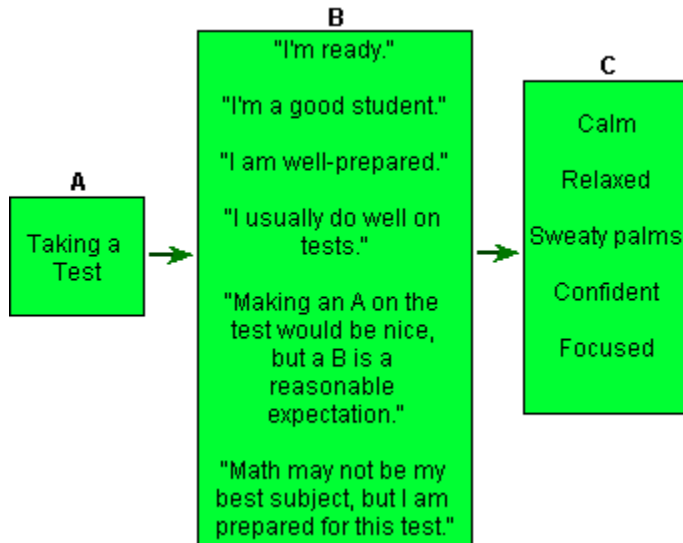 A
Taking a
Test
B
"I'm ready."
"I'm a good student."
"I am well-prepared."
"I usually do well on
tests."
"Making an A on the
test would be nice,
but a B is a
reasonable
expectation."
"Math may not be my
best subject, but I am
prepared for this test."
C
Calm
Relaxed
Sweaty palms
Confident
Focused